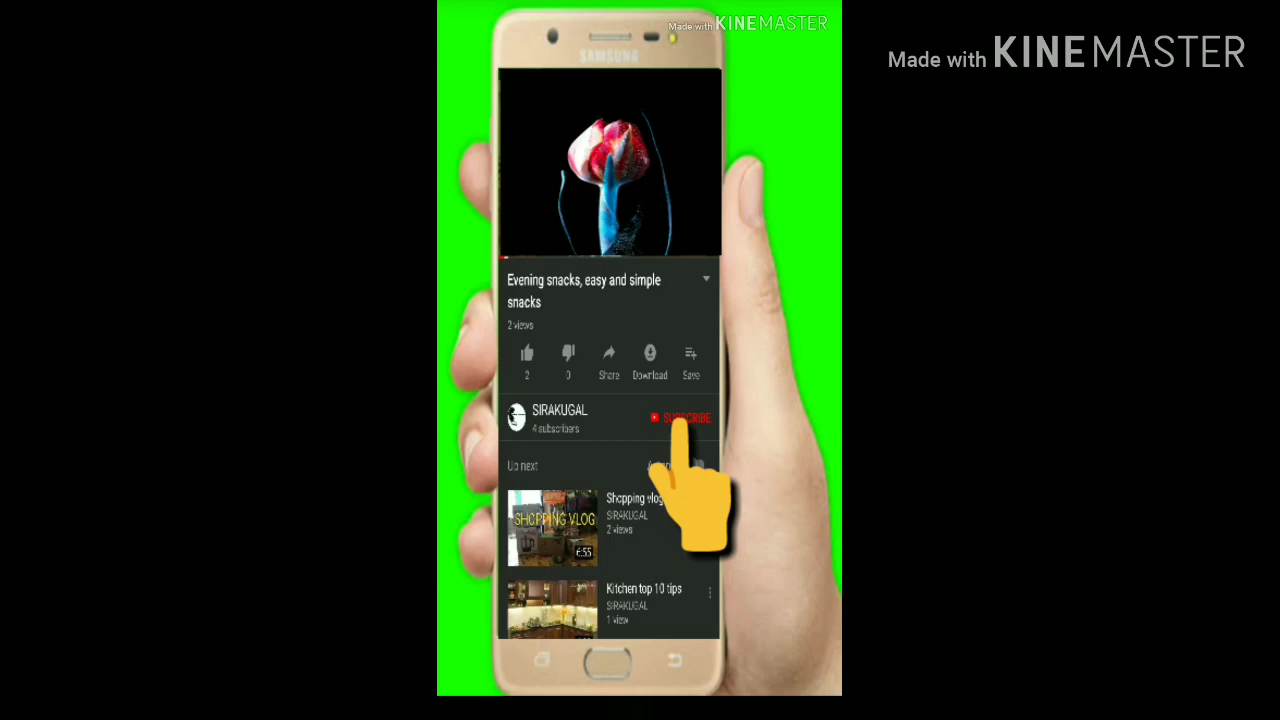 Made with KINEMASTER
Made with KINEMASTER
SAMSUNG
Evening snacks, easy and simple
snacks
2 views
2
0
Share
Download
Save
SIRAKUGAL
4 subscribers
SUBSCRIBE
Up next
SHOPPING VLOG
6:55
Shopping vlog
SIRAKUGAL
2 views
Kitchen top 10 tips
SIRAKUGAL
1 view